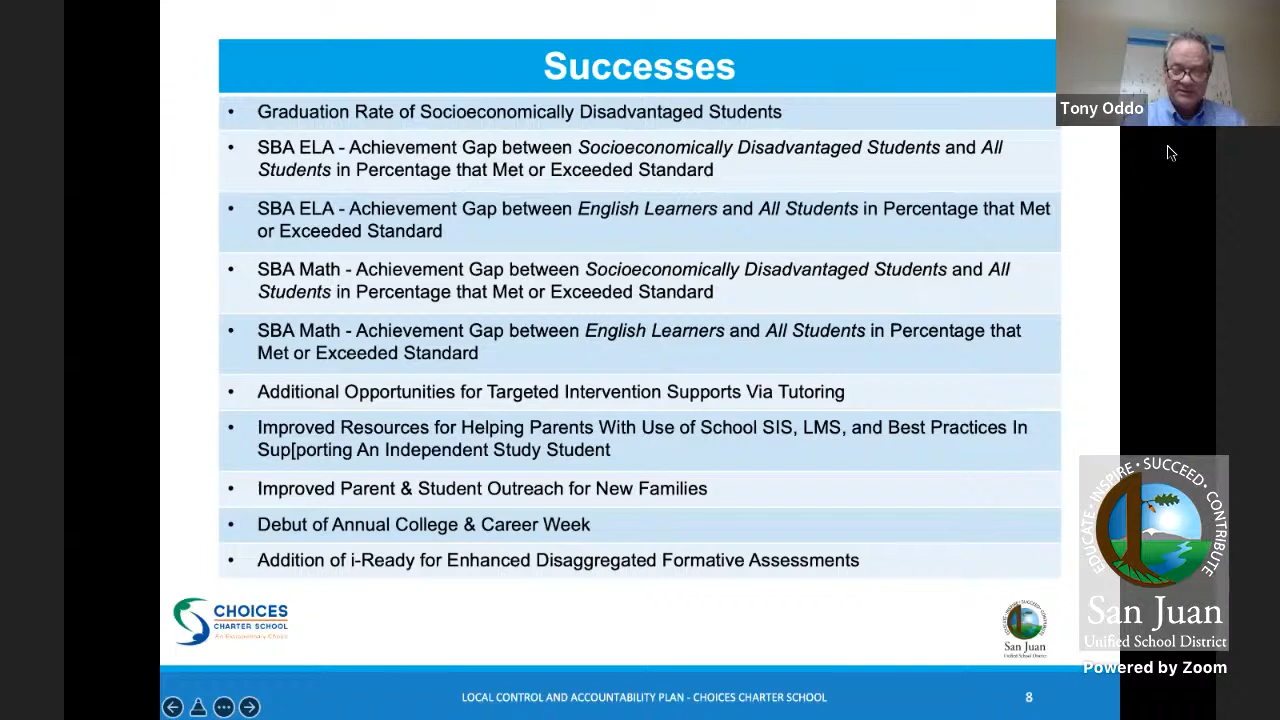 Successes
• Graduation Rate of Socioeconomically Disadvantaged Students
• SBA ELA - Achievement Gap between Socioeconomically Disadvantaged Students and All
Students in Percentage that Met or Exceeded Standard
• SBA ELA - Achievement Gap between English Learners and All Students in Percentage that Met
or Exceeded Standard
• SBA Math - Achievement Gap between Socioeconomically Disadvantaged Students and All
Students in Percentage that Met or Exceeded Standard
• SBA Math - Achievement Gap between English Learners and All Students in Percentage that
Met or Exceeded Standard
• Additional Opportunities for Targeted Intervention Supports Via Tutoring
• Improved Resources for Helping Parents With Use of School SIS, LMS, and Best Practices In
Sup[porting An Independent Study Student
• Improved Parent & Student Outreach for New Families
• Debut of Annual College & Career Week
• Addition of i-Ready for Enhanced Disaggregated Formative Assessments
CHOICES
CHARTER SCHOOL
An Extraordinary Choice
San Juan
Unified School District
LOCAL CONTROL AND ACCOUNTABILITY PLAN - CHOICES CHARTER SCHOOL
8
Tony Oddo
EDUCATE • INSPIRE • SUCCEED • CONTRIBUTE
San Juan
Unified School District
Powered by Zoom